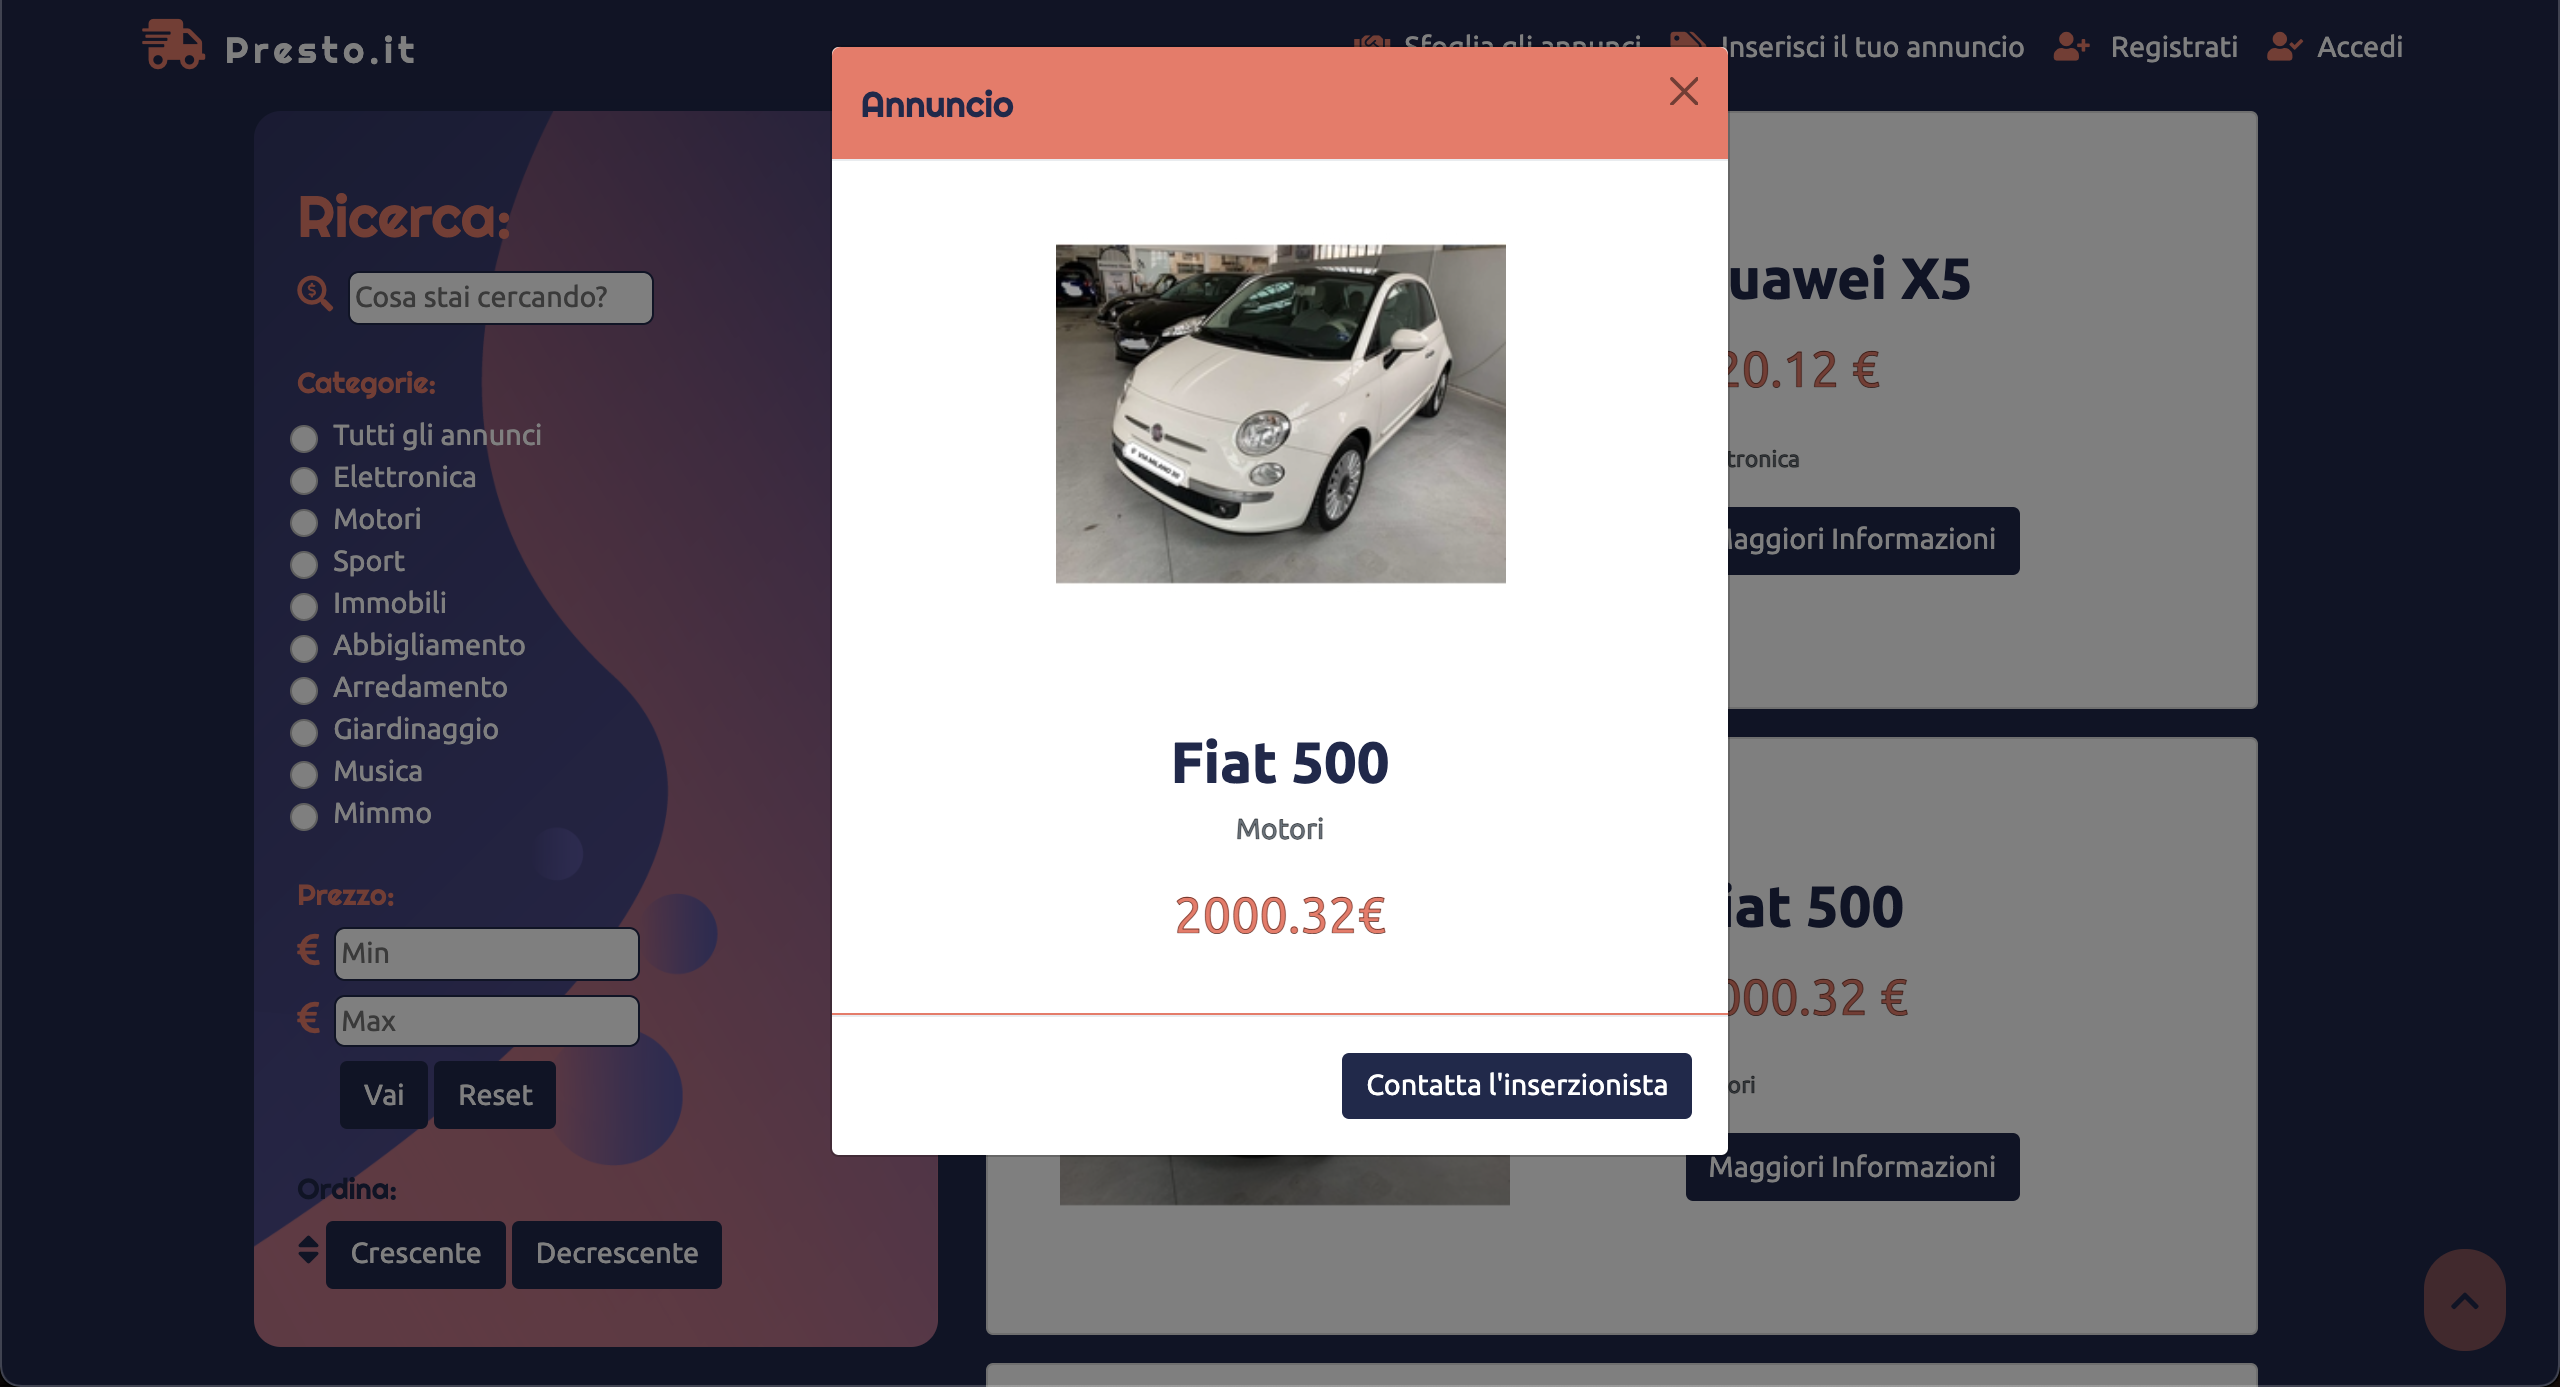 Presto.it
Sfoglia gli annunci
Inserisci il tuo annuncio
Registrati
Accedi
Annuncio
Ricerca:
Cosa stai cercando?
Categorie:
Tutti gli annunci
Elettronica
Motori
Sport
Immobili
Abbigliamento
Arredamento
Giardinaggio
Musica
Mimmo
Prezzo:
€ Min
€ Max
Vai
Reset
Ordina:
Crescente
Decrescente
VIA MILANO
Fiat 500
Motori
2000.32€
Contatta l'inserzionista
uawei X5
20.12 €
tronica
Maggiori Informazioni
iat 500
000.32 €
ori
Maggiori Informazioni